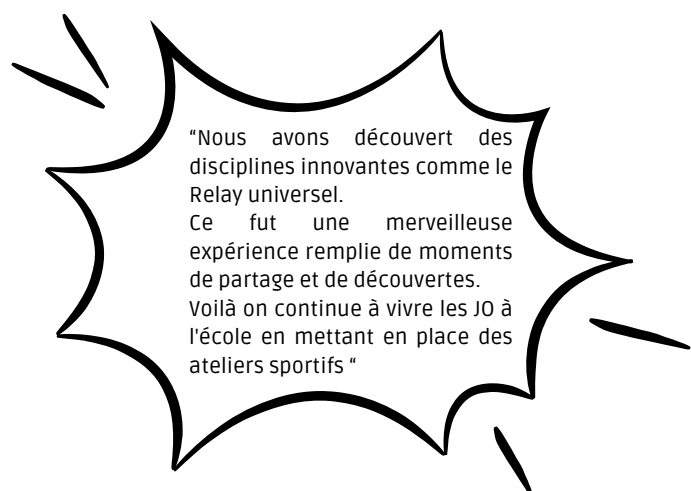 “Nous avons découvert des
disciplines innovantes comme le
Relay universel.
Ce fut une merveilleuse
expérience remplie de moments
de partage et de découvertes.
Voilà on continue à vivre les JO à
l'école en mettant en place des
ateliers sportifs “